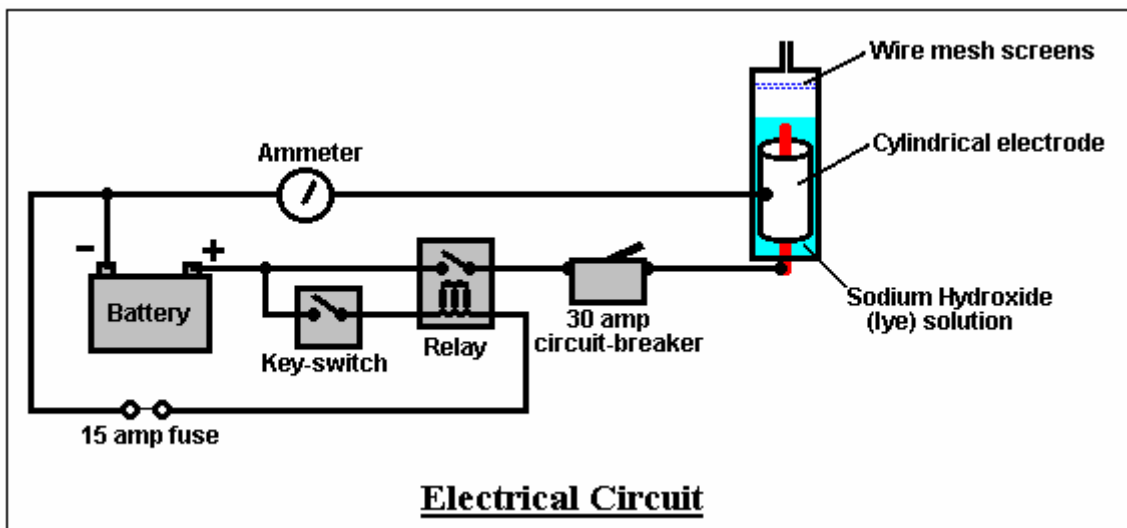 Wire mesh screens
Ammeter
Cylindrical electrode
- +
Battery
Key-switch
Relay
30 amp
circuit-breaker
Sodium Hydroxide
(lye) solution
15 amp fuse
Electrical Circuit